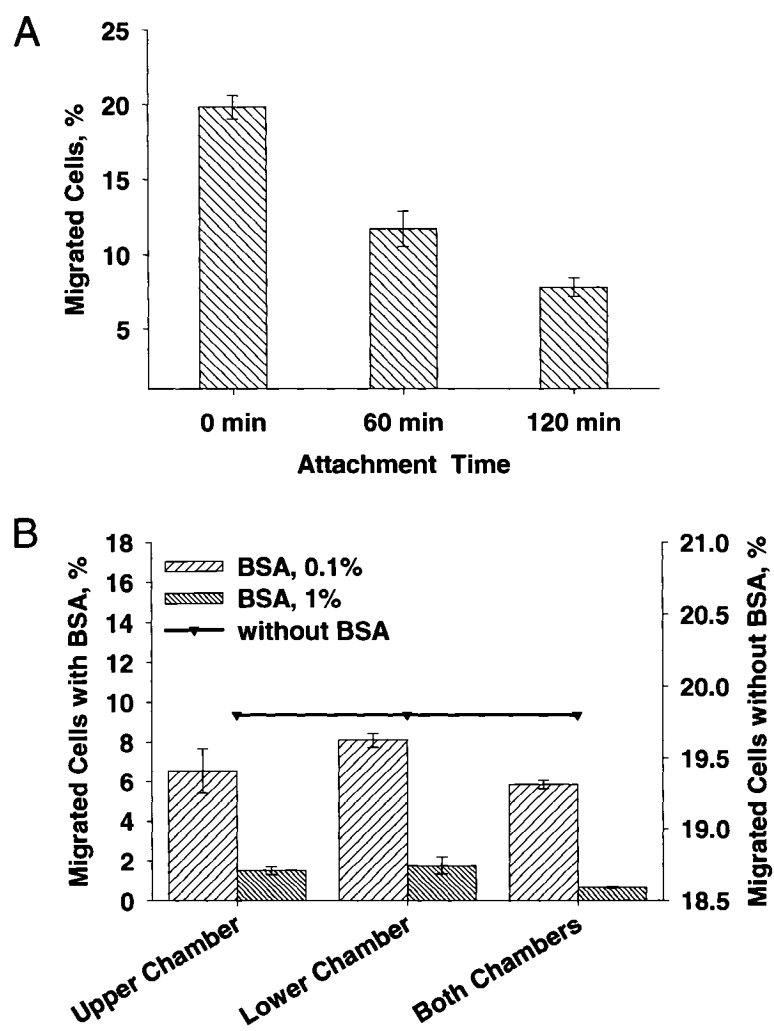 A
25
20
15
10
5
Migrated Cells, %
0 min 60 min 120 min
Attachment Time
B
18
16
14
12
10
8
6
4
2
0
Migrated Cells with BSA, %
BSA, 0.1%
BSA, 1%
without BSA
21.0
20.5
20.0
19.5
19.0
18.5
Migrated Cells without BSA, %
Upper Chamber
Lower Chamber
Both Chambers